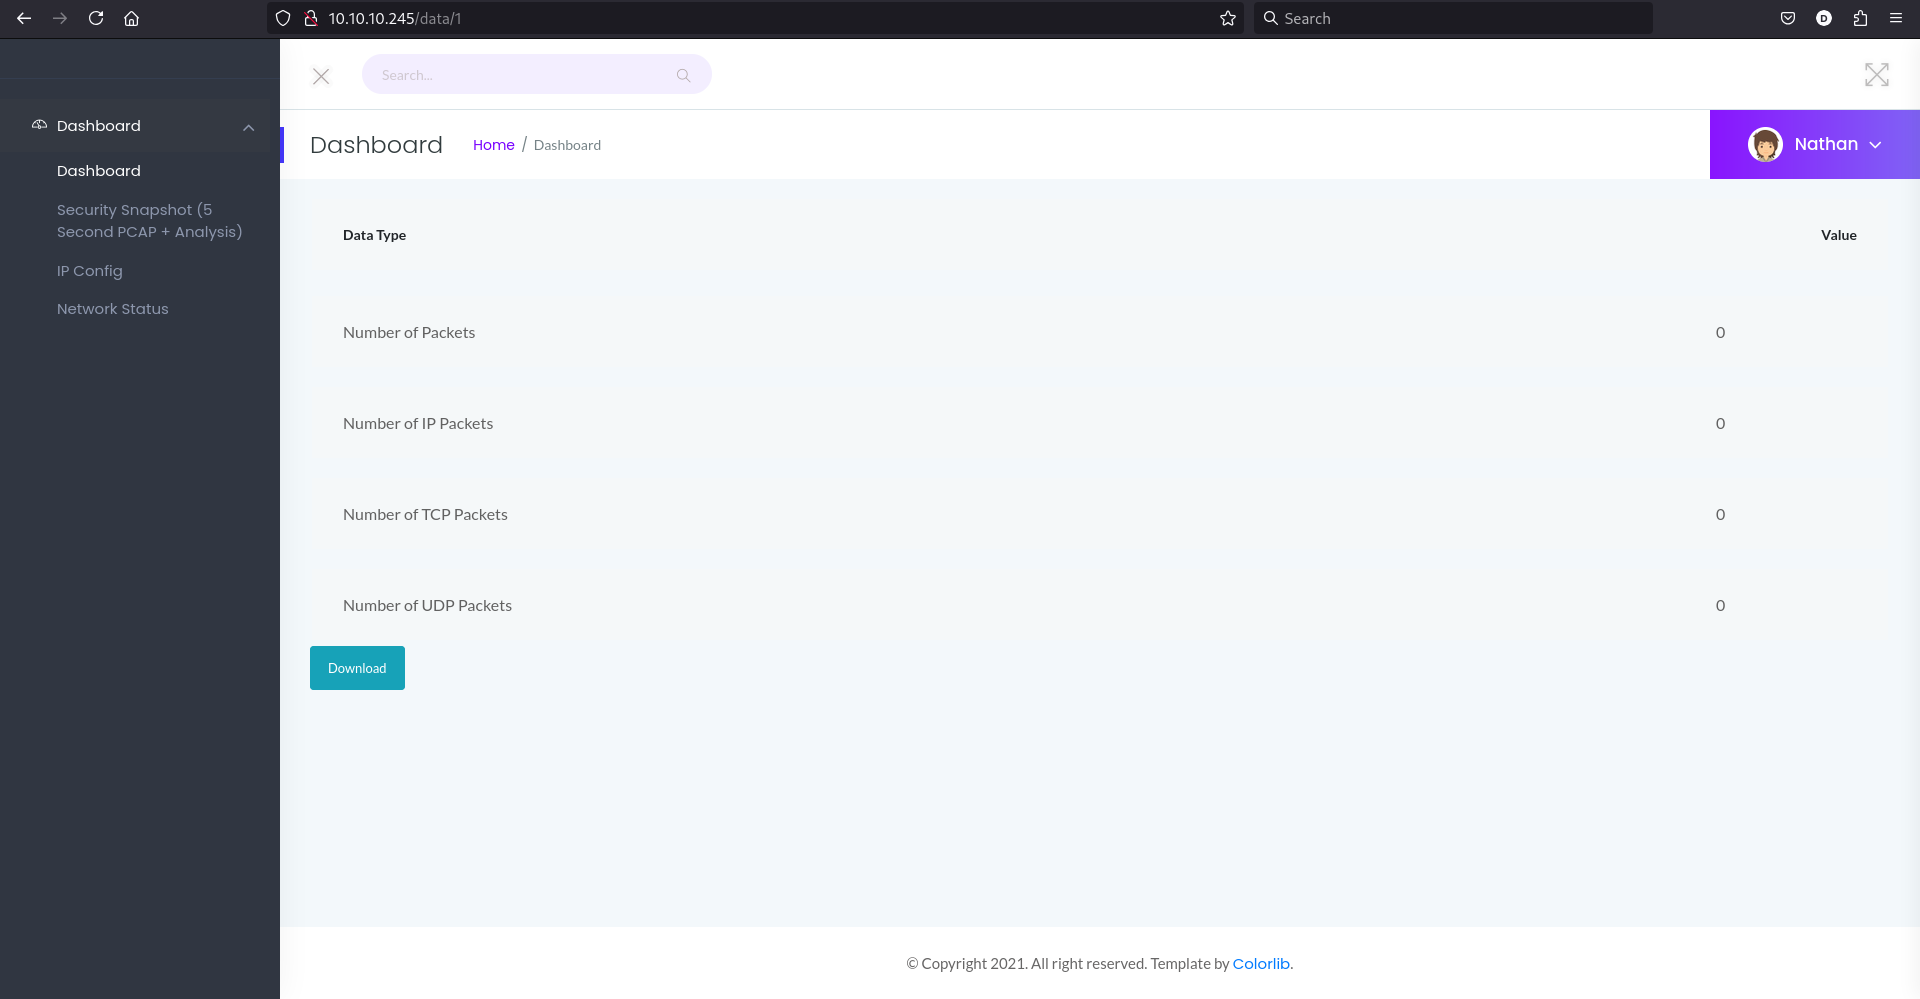 10.10.10.245/data/1
Search
Search...
Dashboard
Dashboard
Security Snapshot (5
Second PCAP + Analysis)
IP Config
Network Status
Dashboard
Home / Dashboard
Nathan
Data Type Value
Number of Packets 0
Number of IP Packets 0
Number of TCP Packets 0
Number of UDP Packets 0
Download
© Copyright 2021. All right reserved. Template by Colorlib.
D